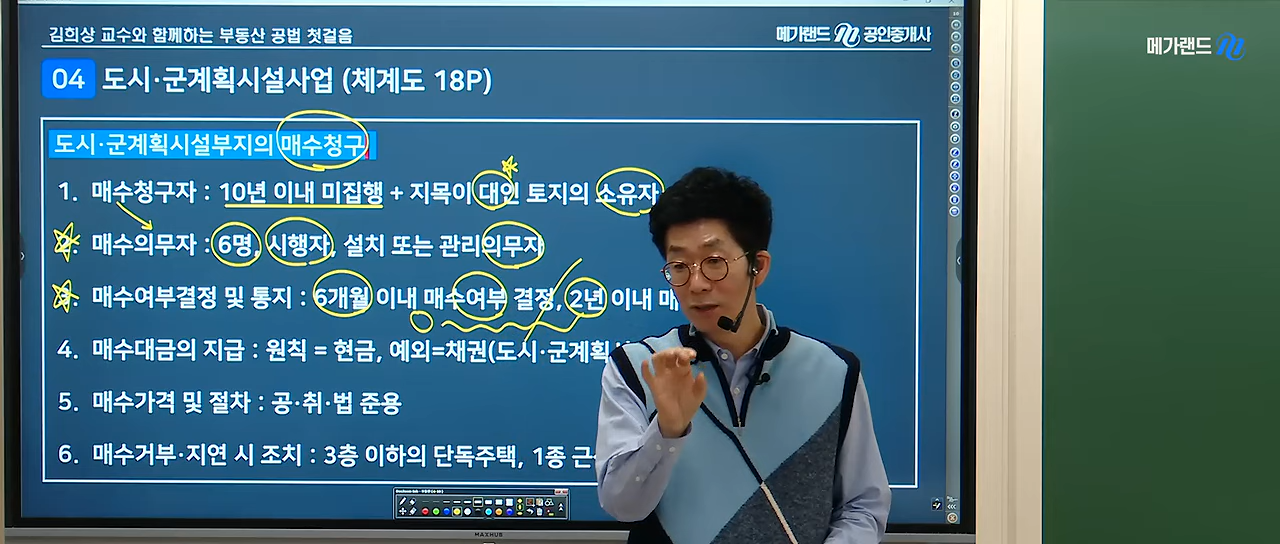 김희상 교수와 함께하는 부동산 공법 첫걸음
메가랜드 공인중개사
메가랜드
04 도시·군계획시설사업 (체계도 18P)
도시·군계획시설부지의 매수청구
1. 매수청구자 : 10년 이내 미집행 + 지목이 대인 토지의 소유자
2. 매수의무자 : 6명, 시행자, 설치 또는 관리의무자
3. 매수여부결정 및 통지 : 6개월 이내 매수여부 결정, 2년 이내 매
4. 매수대금의 지급 : 원칙 = 현금, 예외=채권(도시·군계획
5. 매수가격 및 절차 : 공·취·법 준용
6. 매수거부·지연 시 조치 : 3층 이하의 단독주택, 1종 근
MAXHUB